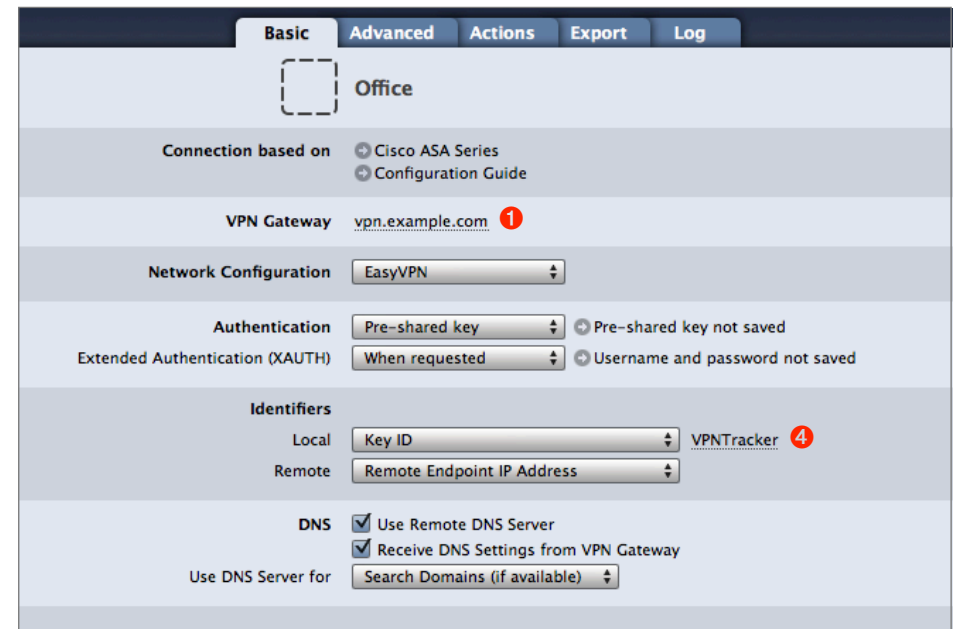 Basic Advanced Actions Export Log
Office
Connection based on Cisco ASA Series
Configuration Guide
VPN Gateway vpn.example.com 1
Network Configuration EasyVPN
Authentication Pre-shared key Pre-shared key not saved
Extended Authentication (XAUTH) When requested Username and password not saved
Identifiers
Local Key ID VPNTracker 4
Remote Remote Endpoint IP Address
DNS Use Remote DNS Server
Receive DNS Settings from VPN Gateway
Use DNS Server for Search Domains (if available)